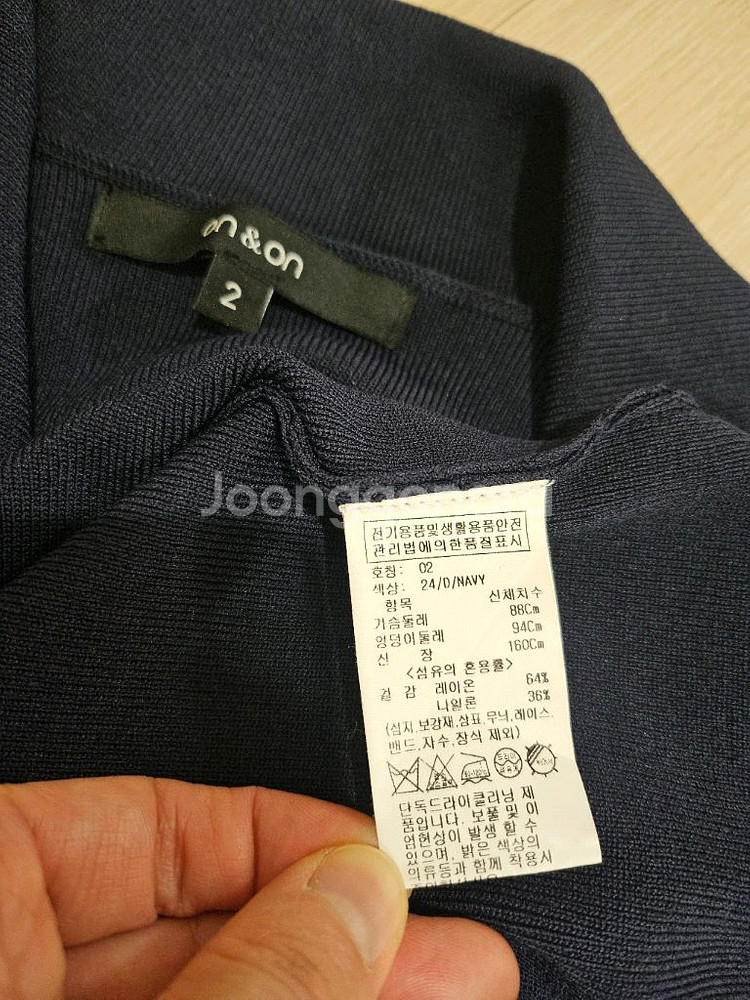 on&on
2
전기용품및생활용품안전
관리법에의한품질표시
호칭: 02
색상: 24/D/NAVY
항목 신체치수
가슴둘레 88Cm
엉덩이둘레 94Cm
신 장 160Cm
<섬유의 혼용률>
겉 감 레이온 64%
나일론 36%
(심지,보강재,상표,무늬,레이스,
밴드,자수,장식 제외)
단독드라이클리닝 제
품입니다. 보풀 및 이
염현상이 발생 할 수
있으며, 밝은 색상의
의류등과 함께 착용시